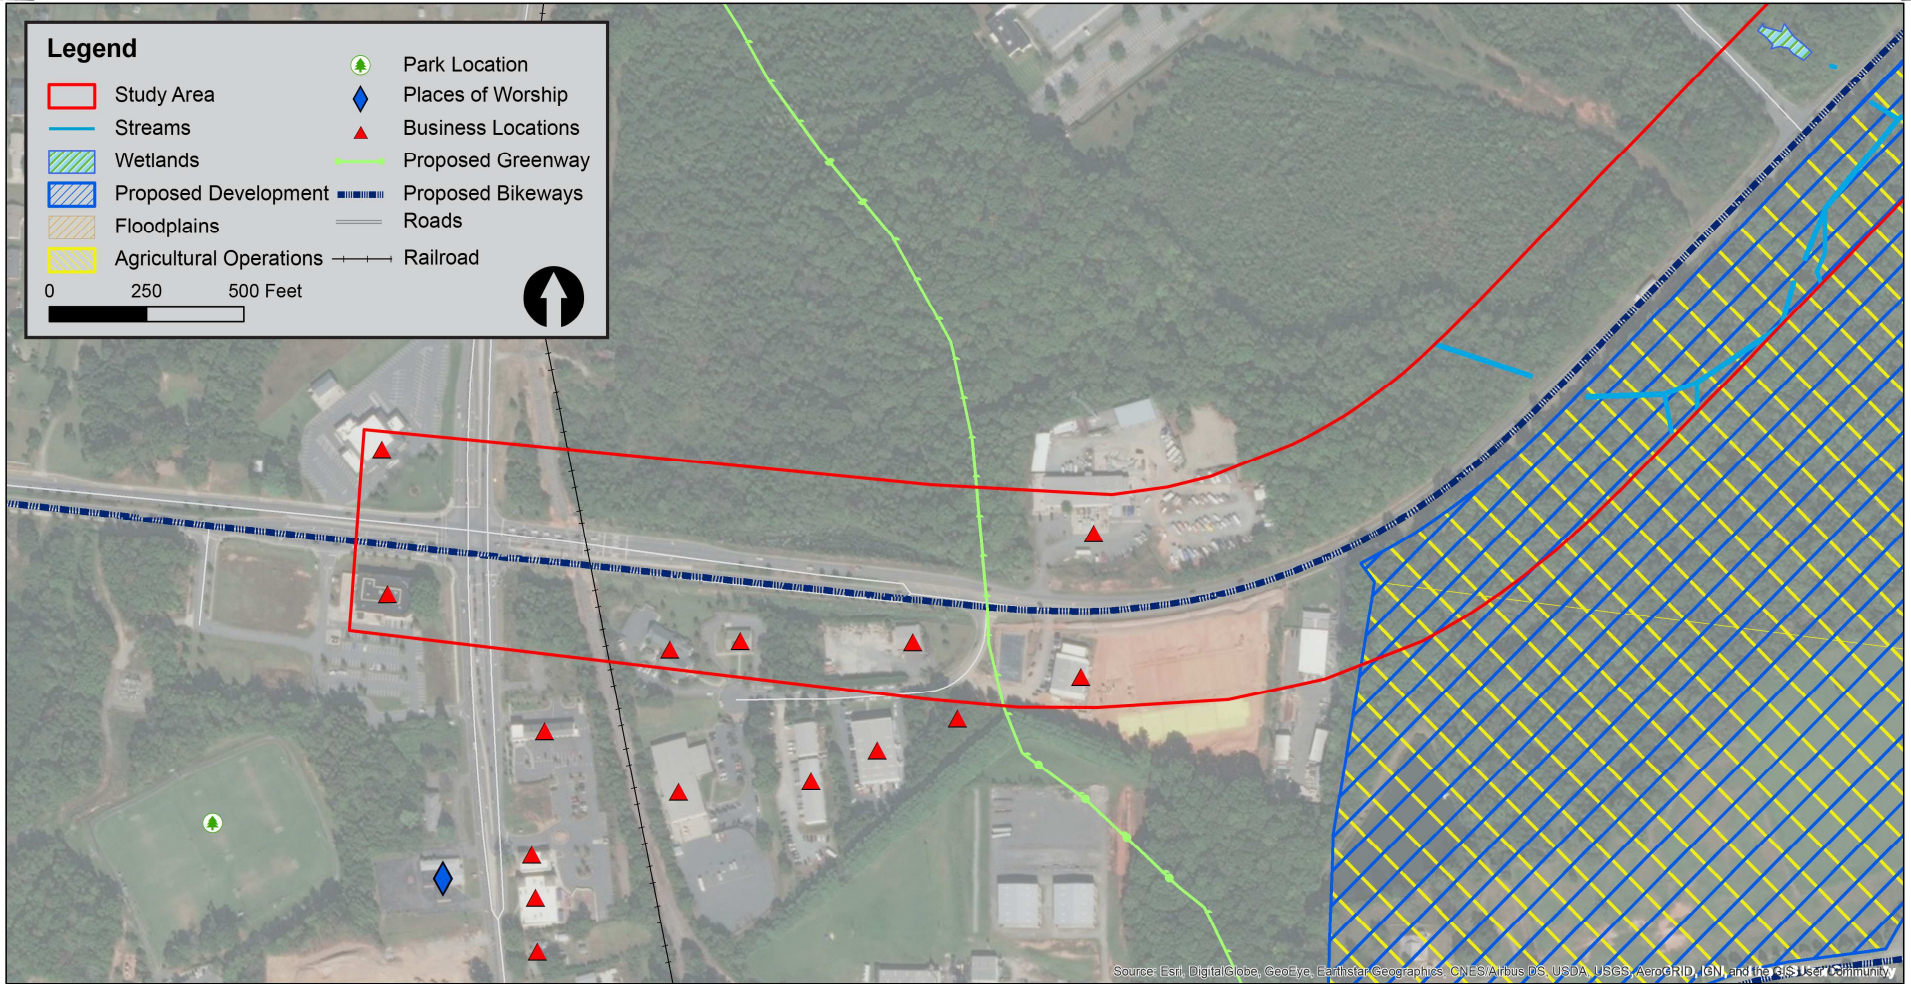 Legend
Study Area
Streams
Wetlands
Proposed Development
Floodplains
Agricultural Operations
0 250 500 Feet
Park Location
Places of Worship
Business Locations
Proposed Greenway
Proposed Bikeways
Roads
Railroad
Source: Esri, DigitalGlobe, GeoEye, Earthstar Geographics, CNES/Airbus DS, USDA, USGS, AeroGRID, IGN, and the GIS User Community